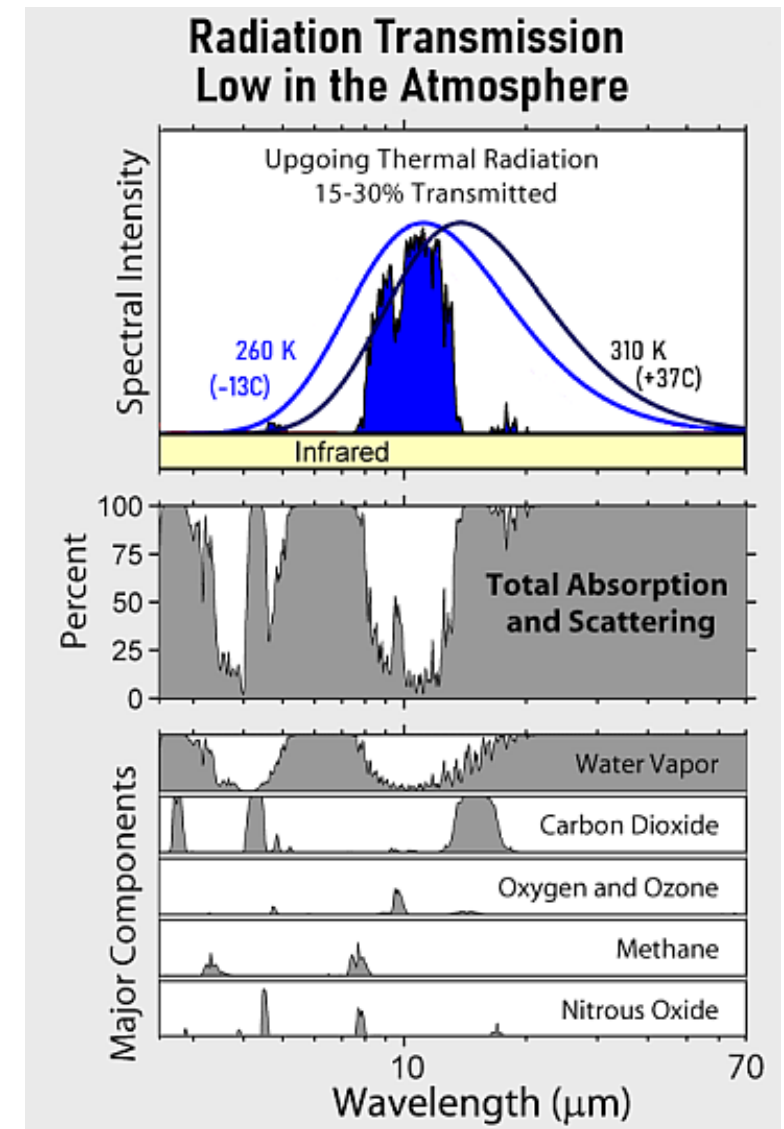 Radiation Transmission
Low in the Atmosphere
Spectral Intensity
Upgoing Thermal Radiation
15-30% Transmitted
260 K
(-13C)
310 K
(+37C)
Infrared
Percent
100
75
50
25
0
Total Absorption
and Scattering
Major Components
Water Vapor
Carbon Dioxide
Oxygen and Ozone
Methane
Nitrous Oxide
10
70
Wavelength (μm)